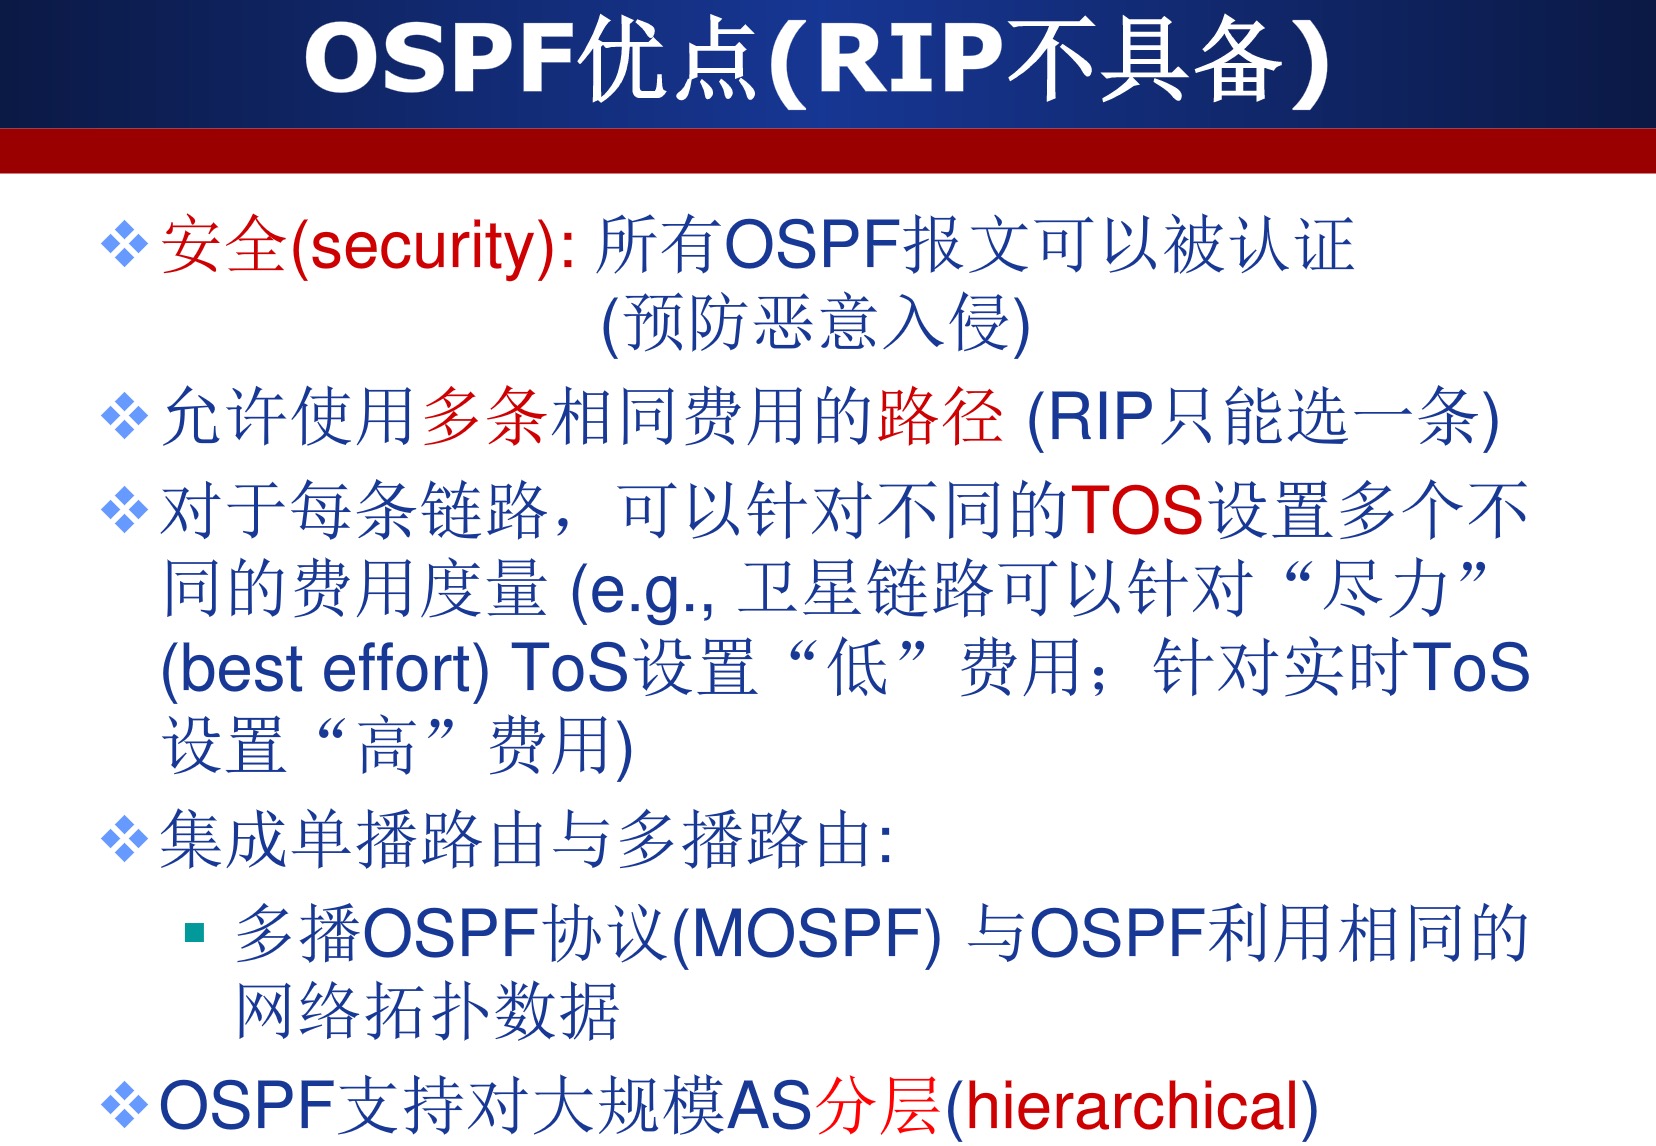 OSPF优点(RIP不具备)
安全(security): 所有OSPF报文可以被认证
(预防恶意入侵)
允许使用多条相同费用的路径 (RIP只能选一条)
对于每条链路，可以针对不同的TOS设置多个不
同的费用度量 (e.g., 卫星链路可以针对“尽力”
(best effort) ToS设置“低”费用；针对实时ToS
设置“高”费用)
集成单播路由与多播路由:
多播OSPF协议(MOSPF) 与OSPF利用相同的
网络拓扑数据
OSPF支持对大规模AS分层(hierarchical)